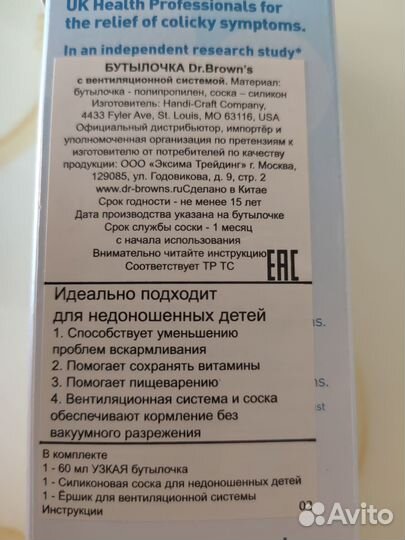 UK Health Professionals for
the relief of colicky symptoms.
In an independent research study*
БУТЫЛОЧКА Dr.Brown's
с вентиляционной системой. Материал:
бутылочка - полипропилен, соска – силикон
Изготовитель: Handi-Craft Company,
4433 Fyler Ave, St. Louis, MO 63116, USA
Официальный дистрибьютор, импортёр и
уполномоченная организация по претензиям к
изготовителю от потребителей по качеству
продукции: ООО «Эксима Трейдинг» г. Москва,
129085, ул. Годовикова, д. 9, стр. 2
www.dr-browns.ruСделано в Китае
Срок годности - не менее 15 лет
Дата производства указана на бутылочке
Срок службы соски - 1 месяц
с начала использования
Внимательно читайте инструкцию
Соответствует ТР ТС
EAC
Идеально подходит
для недоношенных детей
1. Способствует уменьшению
проблем вскармливания
2. Помогает сохранять витамины
3. Помогает пищеварению
4. Вентиляционная система и соска
обеспечивают кормление без
вакуумного разрежения
В комплекте
1 - 60 мл УЗКАЯ бутылочка
1 - Силиконовая соска для недоношенных детей
1 - Ёршик для вентиляционной системы
Инструкции
02
Avito